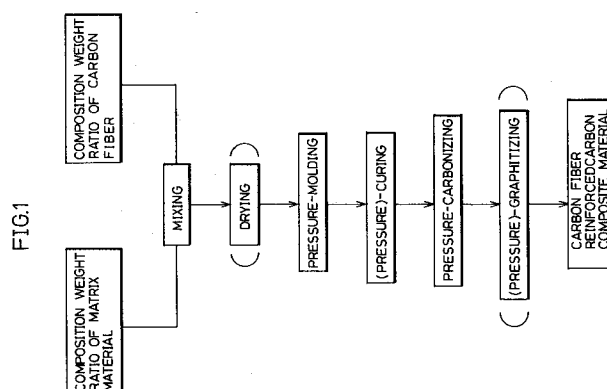 FIG.1
COMPOSITION WEIGHT
RATIO OF MATRIX
MATERIAL
COMPOSITION WEIGHT
RATIO OF CARBON
FIBER
MIXING
(DRYING)
PRESSURE-MOLDING
(PRESSURE)-CURING
PRESSURE-CARBONIZING
((PRESSURE)-GRAPHITIZING)
CARBON FIBER
REINFORCEDCARBON
COMPOSITE MATERIAL